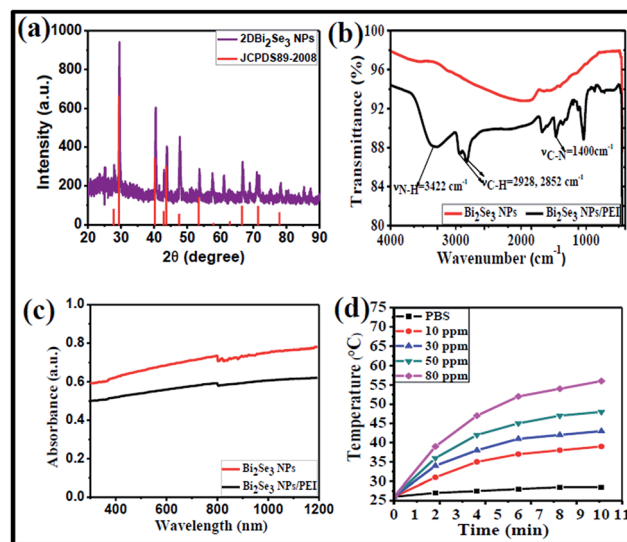 (a)
2DBi2Se3 NPs
JCPDS89-2008
Intensity (a.u.)
1000
800
600
400
200
0
20 30 40 50 60 70 80 90
2θ (degree)
(b)
Transmittance (%)
100
96
92
88
84
νC-N=1400cm-1
νN-H=3422 cm-1
νC-H=2928, 2852 cm-1
Bi2Se3 NPs
Bi2Se3 NPs/PEI
4000 3000 2000 1000
Wavenumber (cm-1)
(c)
Absorbance (a.u.)
1.0
0.8
0.6
0.4
0.2
0.0
Bi2Se3 NPs
Bi2Se3 NPs/PEI
400 600 800 1000 1200
Wavelength (nm)
(d)
Temperature (°C)
75
70
65
60
55
50
45
40
35
30
25
PBS
10 ppm
30 ppm
50 ppm
80 ppm
0 1 2 3 4 5 6 7 8 9 10 11
Time (min)